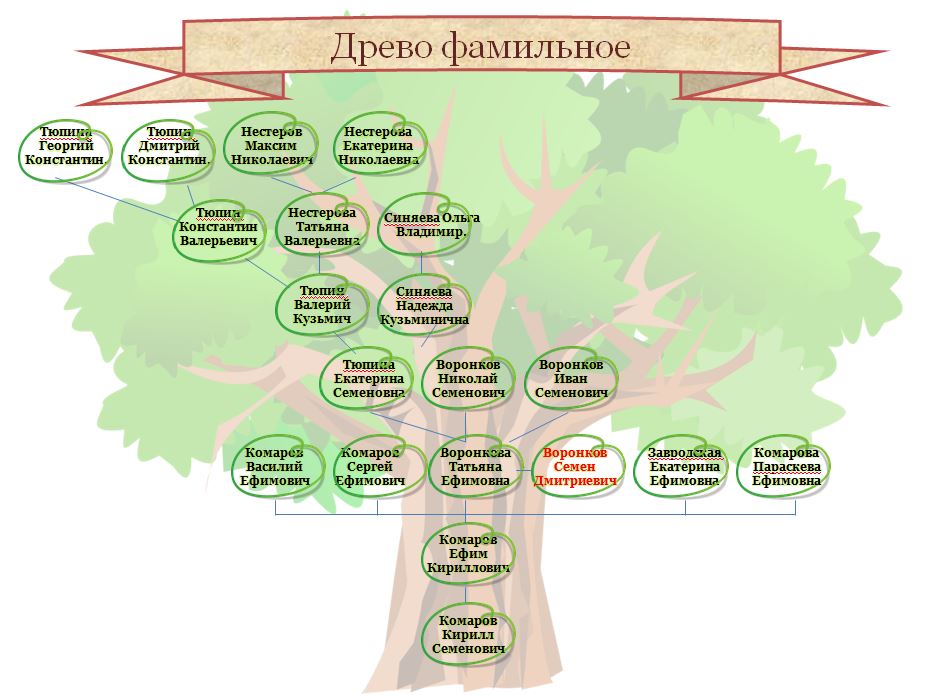 Древо фамильное
Тюпина
Георгий
Константин.
Тюпин
Дмитрий
Константин.
Нестеров
Максим
Николаевич
Нестерова
Екатерина
Николаевна
Тюпин
Константин
Валерьевич
Нестерова
Татьяна
Валерьевна
Синяева Ольга
Владимир.
Тюпин
Валерий
Кузьмич
Синяева
Надежда
Кузьминична
Тюпина
Екатерина
Семеновна
Воронков
Николай
Семенович
Воронков
Иван
Семенович
Комаров
Василий
Ефимович
Комаров
Сергей
Ефимович
Воронкова
Татьяна
Ефимовна
Воронков
Семен
Дмитриевич
Завродская
Екатерина
Ефимовна
Комарова
Параскева
Ефимовна
Комаров
Ефим
Кириллович
Комаров
Кирилл
Семенович